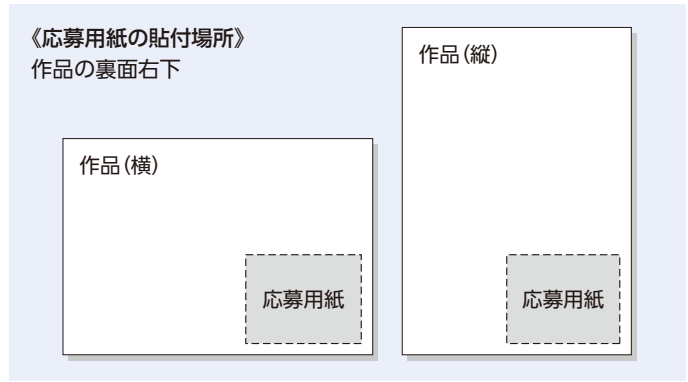 《応募用紙の貼付場所》
作品の裏面右下
作品(横)
応募用紙
作品(縦)
応募用紙